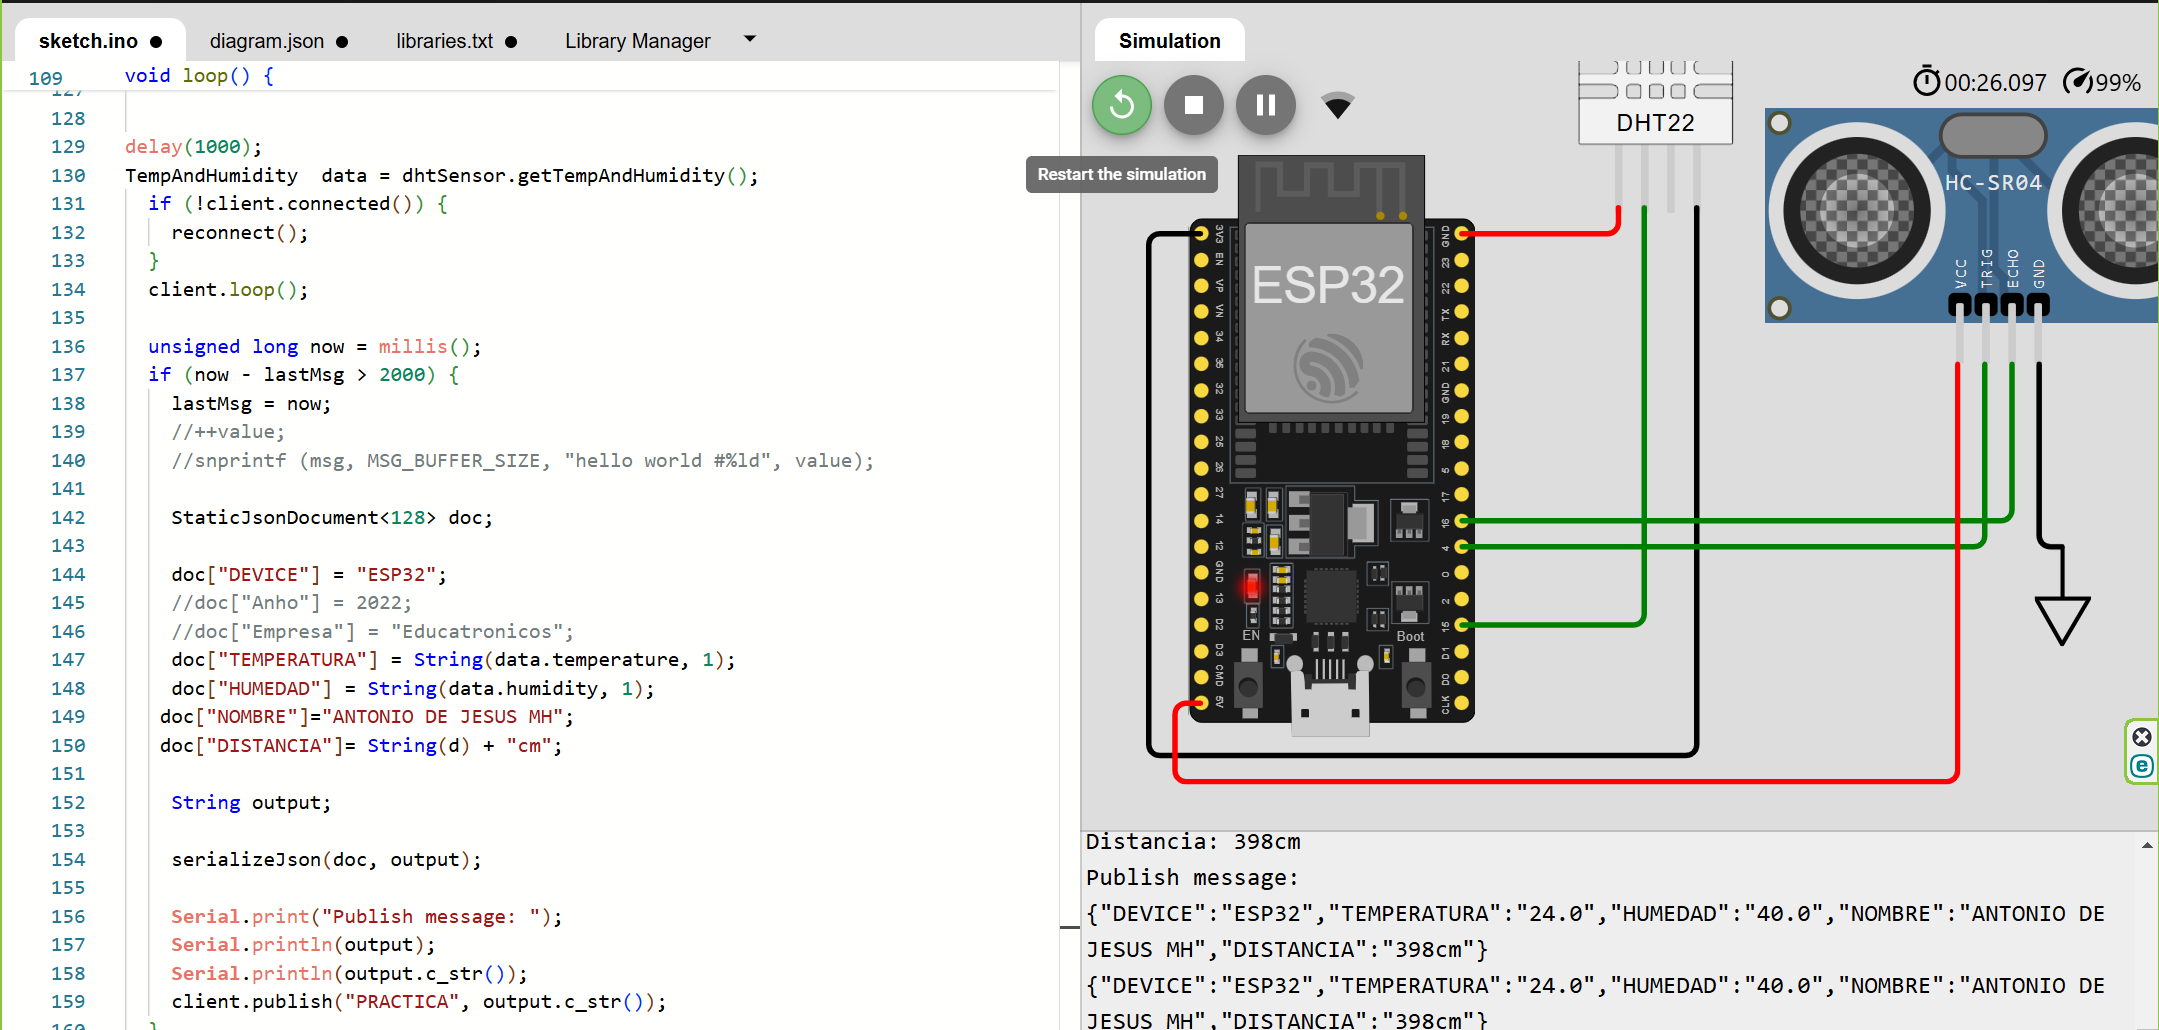 sketch.ino ● diagram.json ● libraries.txt ● Library Manager
109 void loop() {
127
128
129 delay(1000);
130 TempAndHumidity  data = dhtSensor.getTempAndHumidity();
131   if (!client.connected()) {
132     reconnect();
133   }
134   client.loop();
135
136   unsigned long now = millis();
137   if (now - lastMsg > 2000) {
138     lastMsg = now;
139     //++value;
140     //snprintf (msg, MSG_BUFFER_SIZE, "hello world #%ld", value);
141
142     StaticJsonDocument<128> doc;
143
144     doc["DEVICE"] = "ESP32";
145     //doc["Anho"] = 2022;
146     //doc["Empresa"] = "Educatronicos";
147     doc["TEMPERATURA"] = String(data.temperature, 1);
148     doc["HUMEDAD"] = String(data.humidity, 1);
149    doc["NOMBRE"]="ANTONIO DE JESUS MH";
150    doc["DISTANCIA"]= String(d) + "cm";
151
152     String output;
153
154     serializeJson(doc, output);
155
156     Serial.print("Publish message: ");
157     Serial.println(output);
158     Serial.println(output.c_str());
159     client.publish("PRACTICA", output.c_str());
160   }
Simulation
00:26.097 99%
Restart the simulation
DHT22
HC-SR04
VCC
TRIG
ECHO
GND
ESP32
3V3
EN
VP
VN
34
35
32
33
25
26
27
14
12
GND
13
D2
D3
CMD
5V
GND
23
22
TX
RX
21
GND
19
18
5
17
16
4
0
2
15
D1
D0
CLK
EN
Boot
Distancia: 398cm
Publish message:
{"DEVICE":"ESP32","TEMPERATURA":"24.0","HUMEDAD":"40.0","NOMBRE":"ANTONIO DE
JESUS MH","DISTANCIA":"398cm"}
{"DEVICE":"ESP32","TEMPERATURA":"24.0","HUMEDAD":"40.0","NOMBRE":"ANTONIO DE
JESUS MH","DISTANCIA":"398cm"}